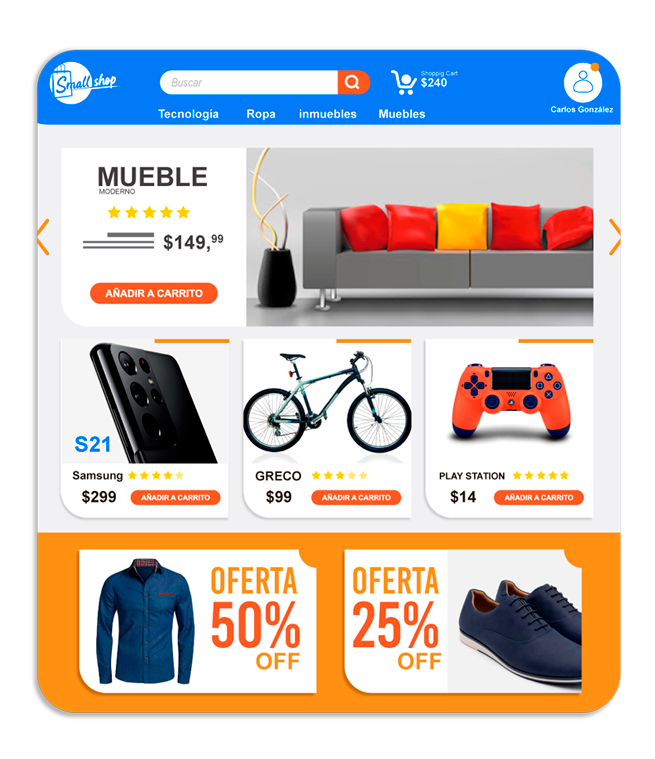 Small shop
Buscar
Shoppig Cart
$240
Carlos González
Tecnología
Ropa
inmuebles
Muebles
MUEBLE
MODERNO
$149,99
AÑADIR A CARRITO
S21
Samsung
$299
AÑADIR A CARRITO
GRECO
$99
AÑADIR A CARRITO
PLAY STATION
$14
AÑADIR A CARRITO
OFERTA
50%
OFF
OFERTA
25%
OFF